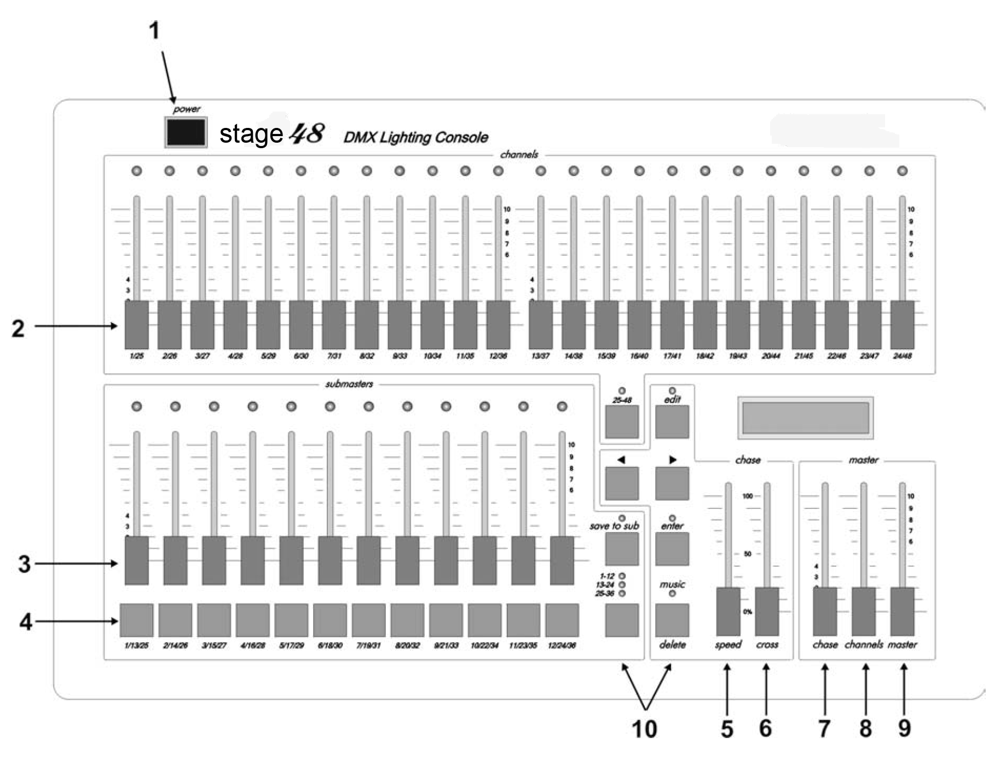 1
power
stage 48 DMX Lighting Console
channels
10 10
9 9
8 8
7 7
6 6
4 4
3 3
2
1/25 2/26 3/27 4/28 5/29 6/30 7/31 8/32 9/33 10/34 11/35 12/36 13/37 14/38 15/39 16/40 17/41 18/42 19/43 20/44 21/45 22/46 23/47 24/48
submasters
25-48
edit
10
9
8
7
6
4
3
◀ ▶
chase
master
save to sub
enter
100
50
0%
10
9
8
7
6
4
3
3
1-12
13-24
25-36
music
4
1/13/25 2/14/26 3/15/27 4/16/28 5/17/29 6/18/30 7/19/31 8/20/32 9/21/33 10/22/34 11/23/35 12/24/36
delete
speed cross
chase channels master
10 5 6 7 8 9